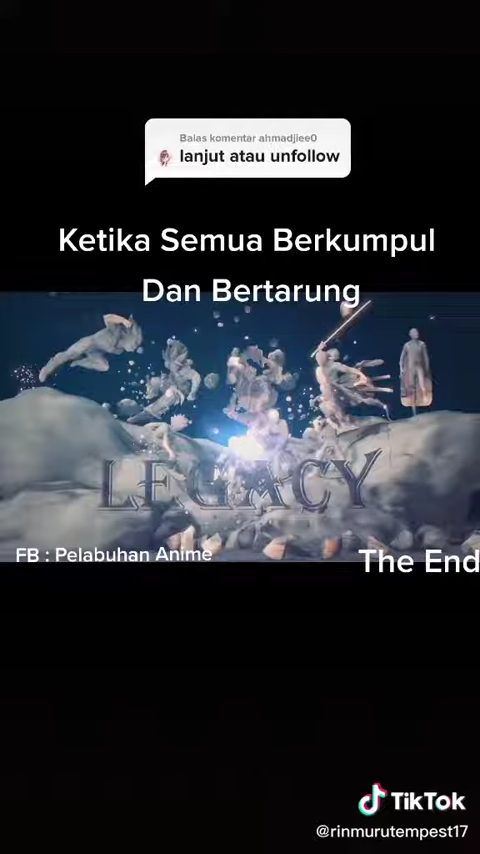 Balas komentar ahmadjiee0
lanjut atau unfollow
Ketika Semua Berkumpul
Dan Bertarung
LEGACY
FB : Pelabuhan Anime
The End
TikTok
@rinmurutempest17